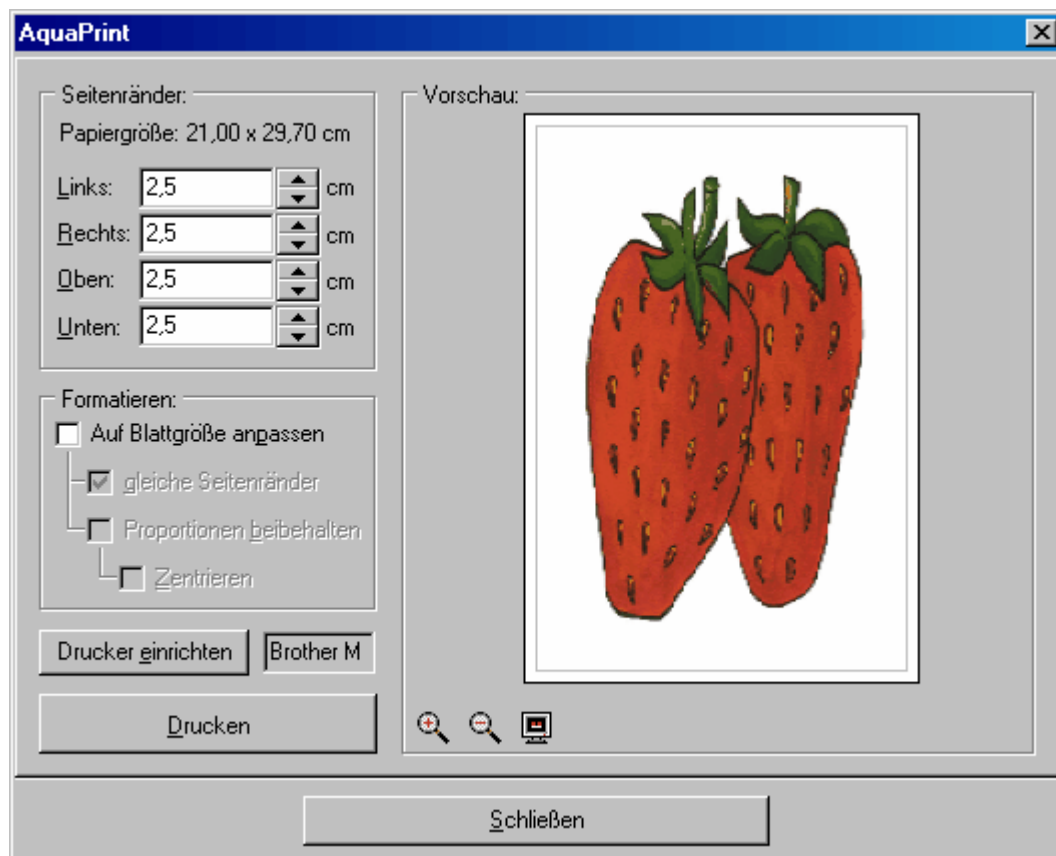 AquaPrint
Seitenränder:
Papiergröße: 21,00 x 29,70 cm
Links: 2,5 cm
Rechts: 2,5 cm
Oben: 2,5 cm
Unten: 2,5 cm
Formatieren:
Auf Blattgröße anpassen
gleiche Seitenränder
Proportionen beibehalten
Zentrieren
Drucker einrichten Brother M
Drucken
Vorschau:
Schließen